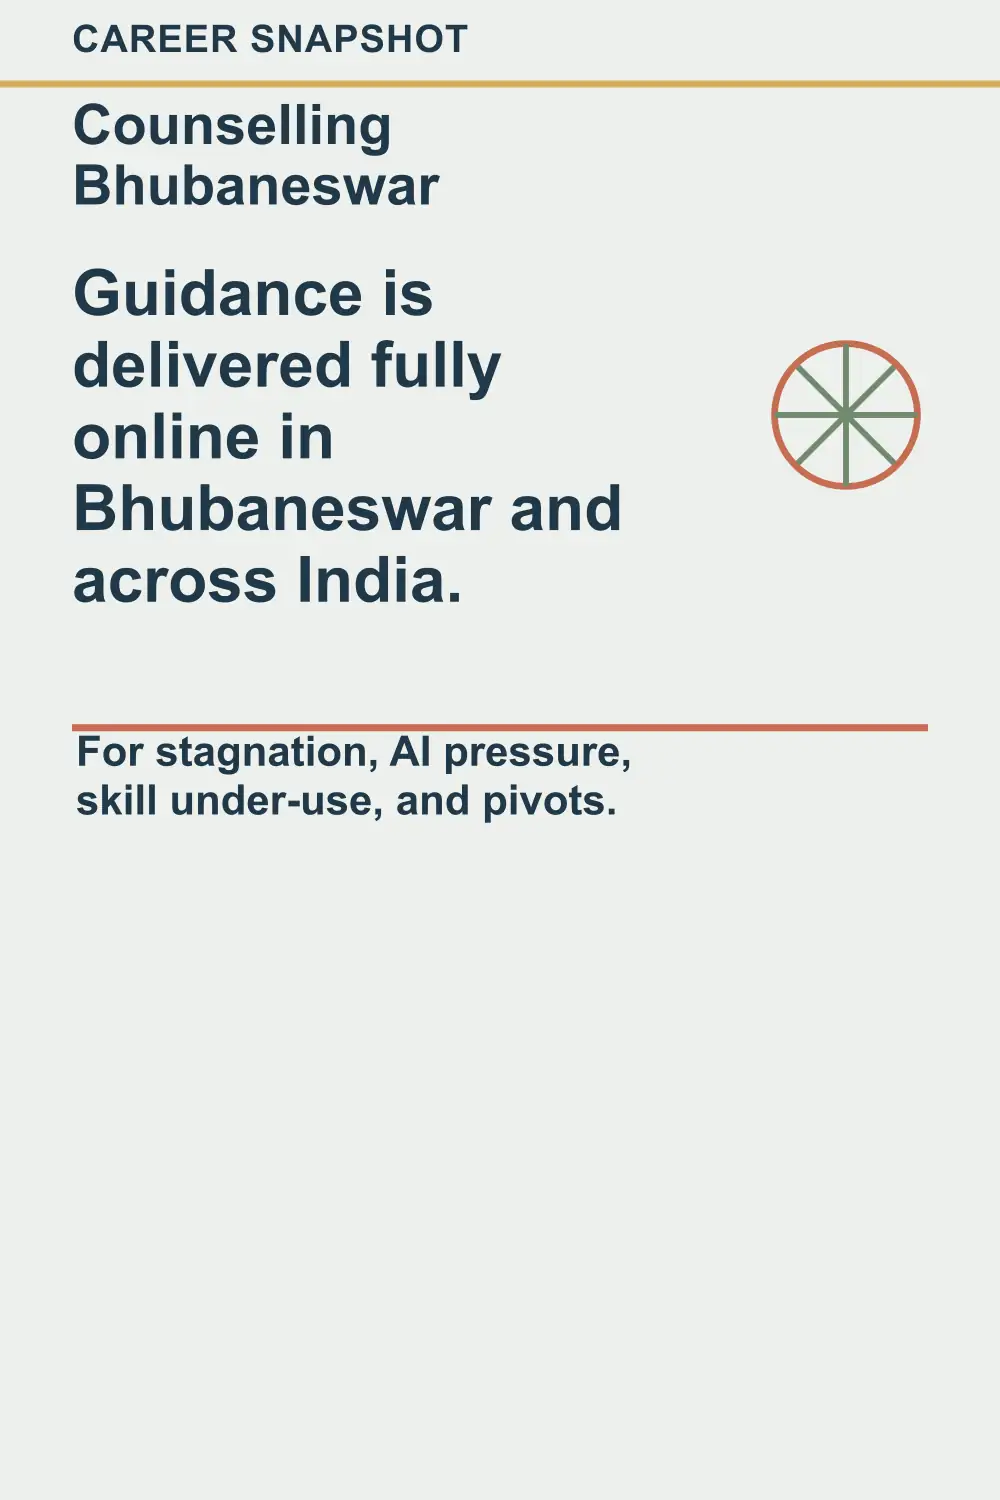 CAREER SNAPSHOT
Counselling
Bhubaneswar
Guidance is
delivered fully
online in
Bhubaneswar and
across India.
For stagnation, AI pressure,
skill under-use, and pivots.